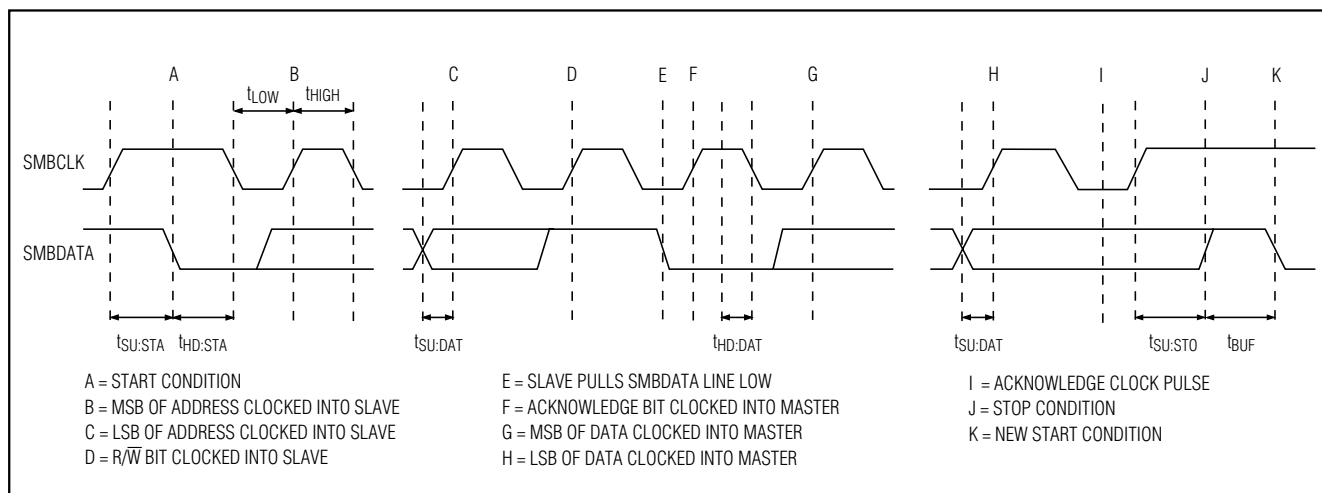 A B C D E F G H I J K
tLOW tHIGH
SMBCLK
SMBDATA
tSU:STA tHD:STA tSU:DAT tHD:DAT tSU:DAT tSU:STO tBUF
A = START CONDITION
B = MSB OF ADDRESS CLOCKED INTO SLAVE
C = LSB OF ADDRESS CLOCKED INTO SLAVE
D = R/W̅ BIT CLOCKED INTO SLAVE
E = SLAVE PULLS SMBDATA LINE LOW
F = ACKNOWLEDGE BIT CLOCKED INTO MASTER
G = MSB OF DATA CLOCKED INTO MASTER
H = LSB OF DATA CLOCKED INTO MASTER
I = ACKNOWLEDGE CLOCK PULSE
J = STOP CONDITION
K = NEW START CONDITION